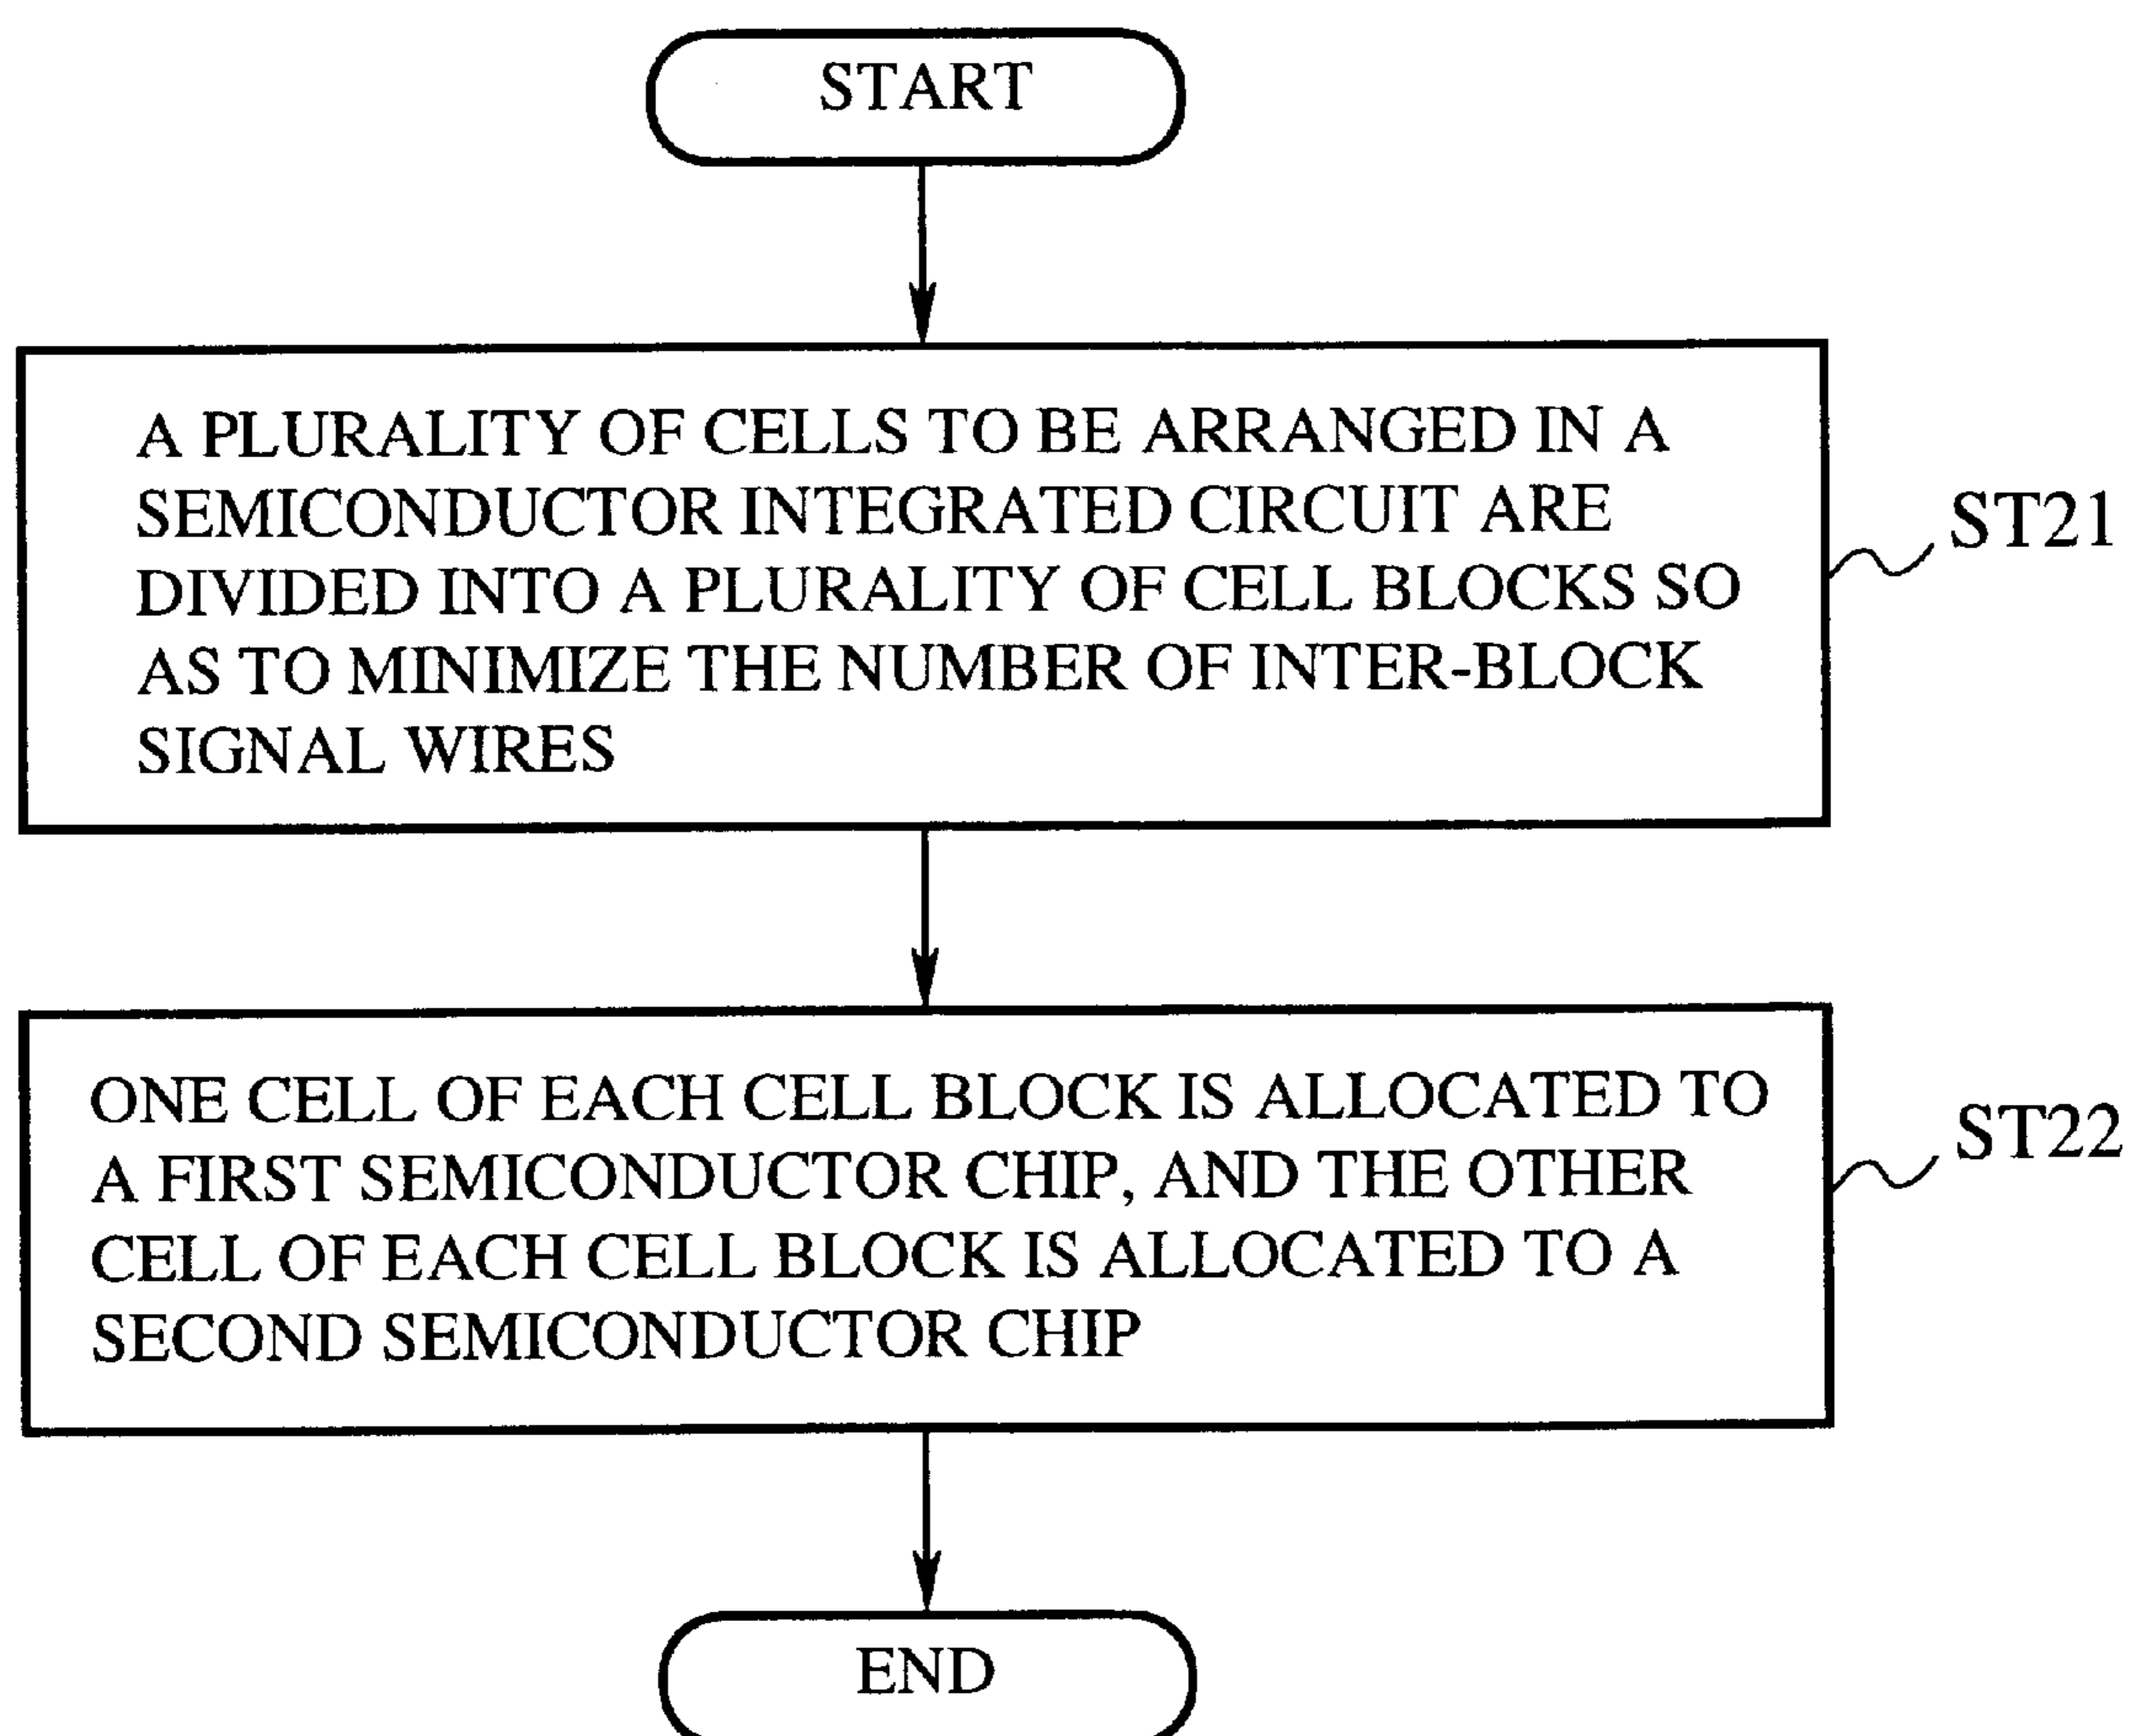 START
A PLURALITY OF CELLS TO BE ARRANGED IN A
SEMICONDUCTOR INTEGRATED CIRCUIT ARE
DIVIDED INTO A PLURALITY OF CELL BLOCKS SO
AS TO MINIMIZE THE NUMBER OF INTER-BLOCK
SIGNAL WIRES
ST21
ONE CELL OF EACH CELL BLOCK IS ALLOCATED TO
A FIRST SEMICONDUCTOR CHIP, AND THE OTHER
CELL OF EACH CELL BLOCK IS ALLOCATED TO A
SECOND SEMICONDUCTOR CHIP
ST22
END